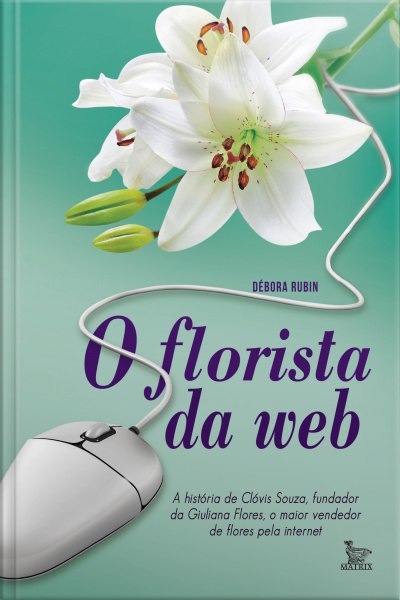 DÉBORA RUBIN
O florista
da web
A história de Clóvis Souza, fundador
da Giuliana Flores, o maior vendedor
de flores pela internet
MATRIX